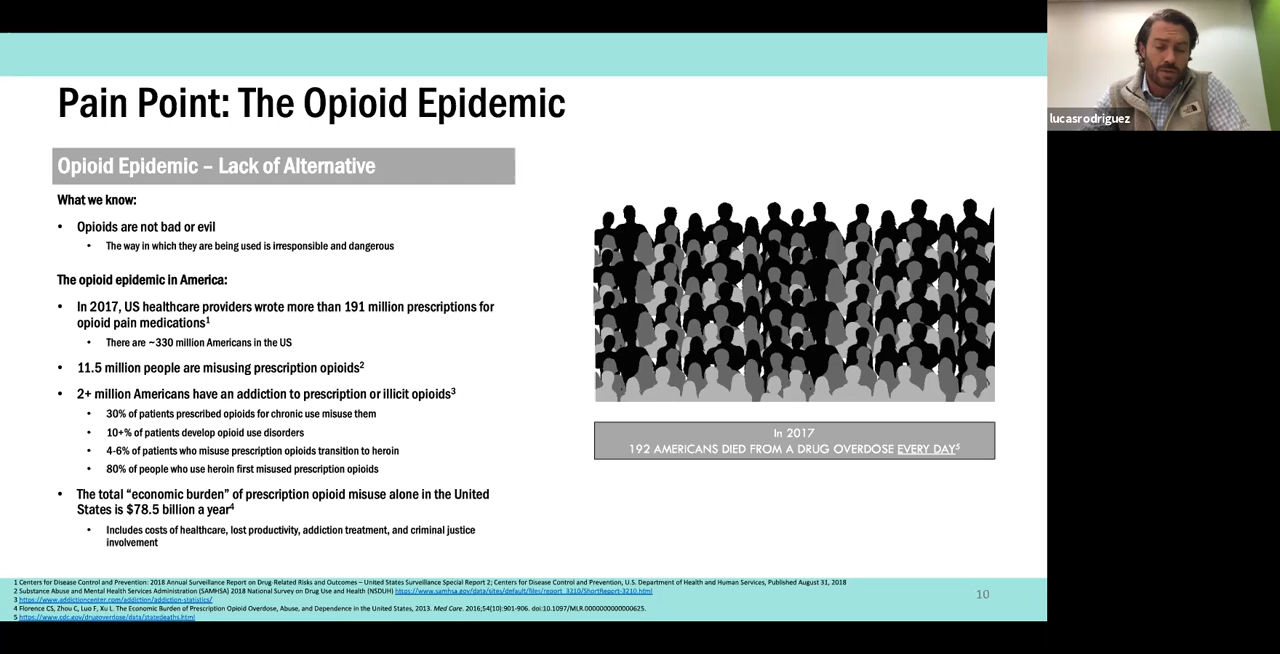 Pain Point: The Opioid Epidemic
Opioid Epidemic – Lack of Alternative
What we know:
• Opioids are not bad or evil
• The way in which they are being used is irresponsible and dangerous
The opioid epidemic in America:
• In 2017, US healthcare providers wrote more than 191 million prescriptions for
opioid pain medications1
• There are ~330 million Americans in the US
• 11.5 million people are misusing prescription opioids2
• 2+ million Americans have an addiction to prescription or illicit opioids3
• 30% of patients prescribed opioids for chronic use misuse them
• 10+% of patients develop opioid use disorders
• 4-6% of patients who misuse prescription opioids transition to heroin
• 80% of people who use heroin first misused prescription opioids
• The total “economic burden” of prescription opioid misuse alone in the United
States is $78.5 billion a year4
• Includes costs of healthcare, lost productivity, addiction treatment, and criminal justice
involvement
In 2017
192 AMERICANS DIED FROM A DRUG OVERDOSE EVERY DAY5
1 Centers for Disease Control and Prevention: 2018 Annual Surveillance Report on Drug-Related Risks and Outcomes – United States Surveillance Special Report 2; Centers for Disease Control and Prevention, U.S. Department of Health and Human Services, Published August 31, 2018
2 Substance Abuse and Mental Health Services Administration (SAMHSA) 2018 National Survey on Drug Use and Health (NSDUH) https://www.samhsa.gov/data/sites/default/files/report_3210/ShortReport-3210.html
3 https://www.addictioncenter.com/addiction/addiction-statistics/
4 Florence CS, Zhou C, Luo F, Xu L. The Economic Burden of Prescription Opioid Overdose, Abuse, and Dependence in the United States, 2013. Med Care. 2016;54(10):901-906. doi:10.1097/MLR.0000000000000625.
5 https://www.cdc.gov/drugoverdose/data/statedeaths.html
10
lucasrodriguez